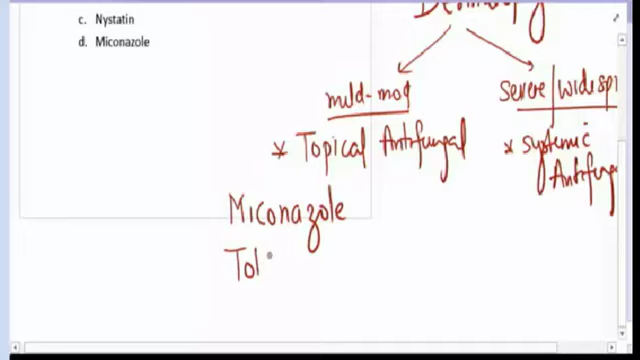 c. Nystatin
d. Miconazole
mild-mod
Severe/widesp
* Topical Antifungal
* systemic
Antifung
Miconazole
Tol